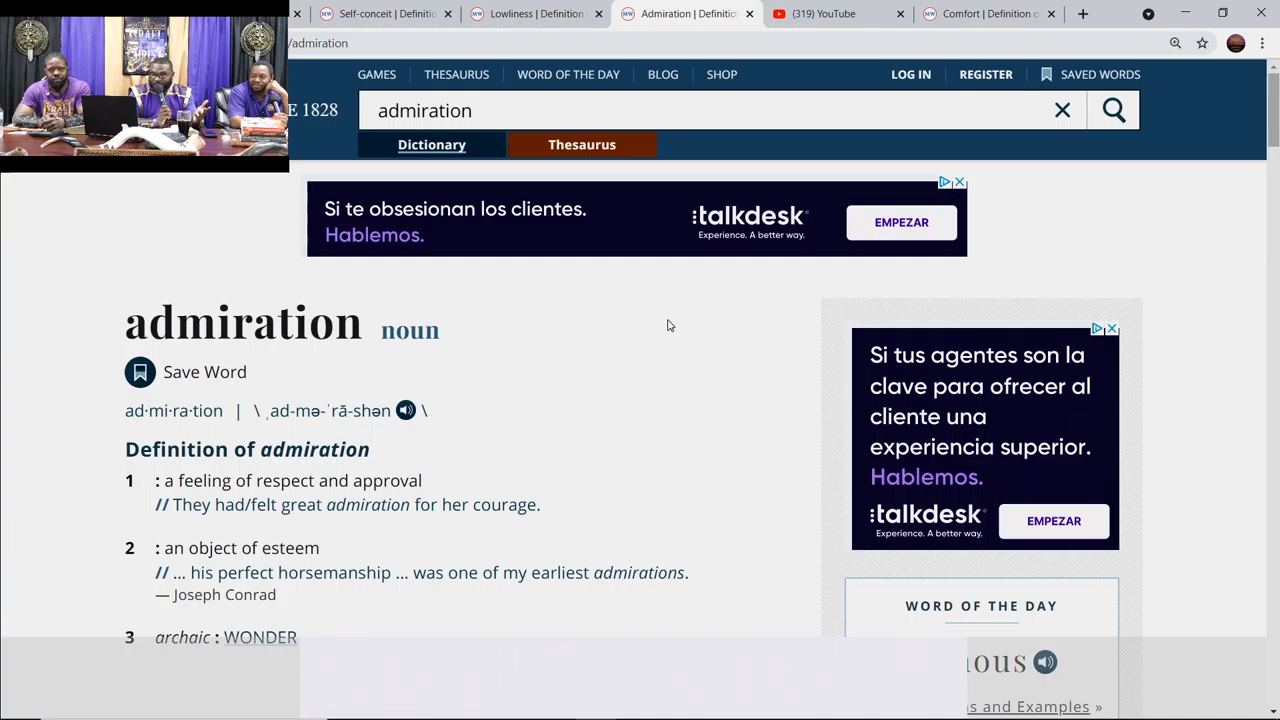 Self-conceit | Definiti
Lowliness | Definition
Admiration | Definitio
(319) YouTube
Comfort | Definition o
/admiration
GAMES
THESAURUS
WORD OF THE DAY
BLOG
SHOP
LOG IN
REGISTER
SAVED WORDS
E 1828
admiration
Dictionary
Thesaurus
Si te obsesionan los clientes.
Hablemos.
:talkdesk®
Experience. A better way.
EMPEZAR
admiration noun
Save Word
ad·mi·ra·tion | \ ˌad-mə-ˈrā-shən \
Definition of admiration
1 : a feeling of respect and approval
// They had/felt great admiration for her courage.
2 : an object of esteem
// ... his perfect horsemanship ... was one of my earliest admirations.
— Joseph Conrad
3 archaic : WONDER
Si tus agentes son la
clave para ofrecer al
cliente una
experiencia superior.
Hablemos.
:talkdesk®
Experience. A better way.
EMPEZAR
WORD OF THE DAY
nous
s and Examples »